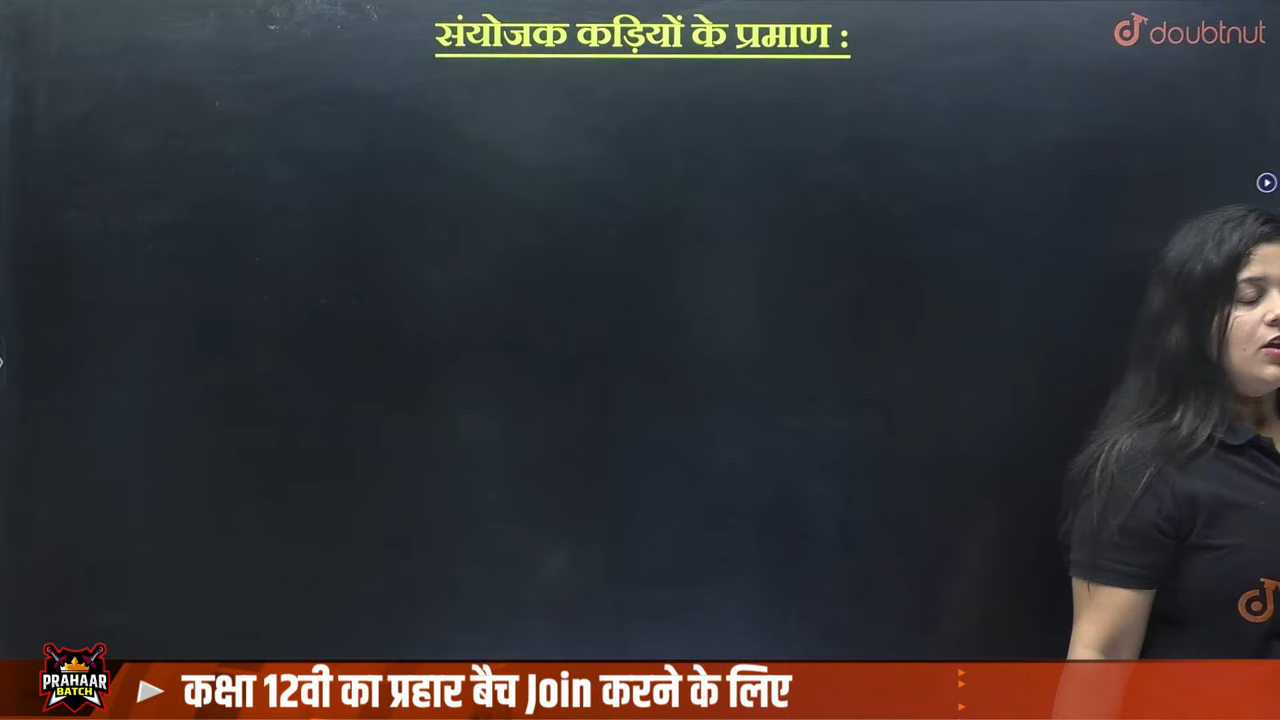 संयोजक कड़ियों के प्रमाण :
doubtnut
PRAHAAR
BATCH
कक्षा 12वी का प्रहार बैच Join करने के लिए